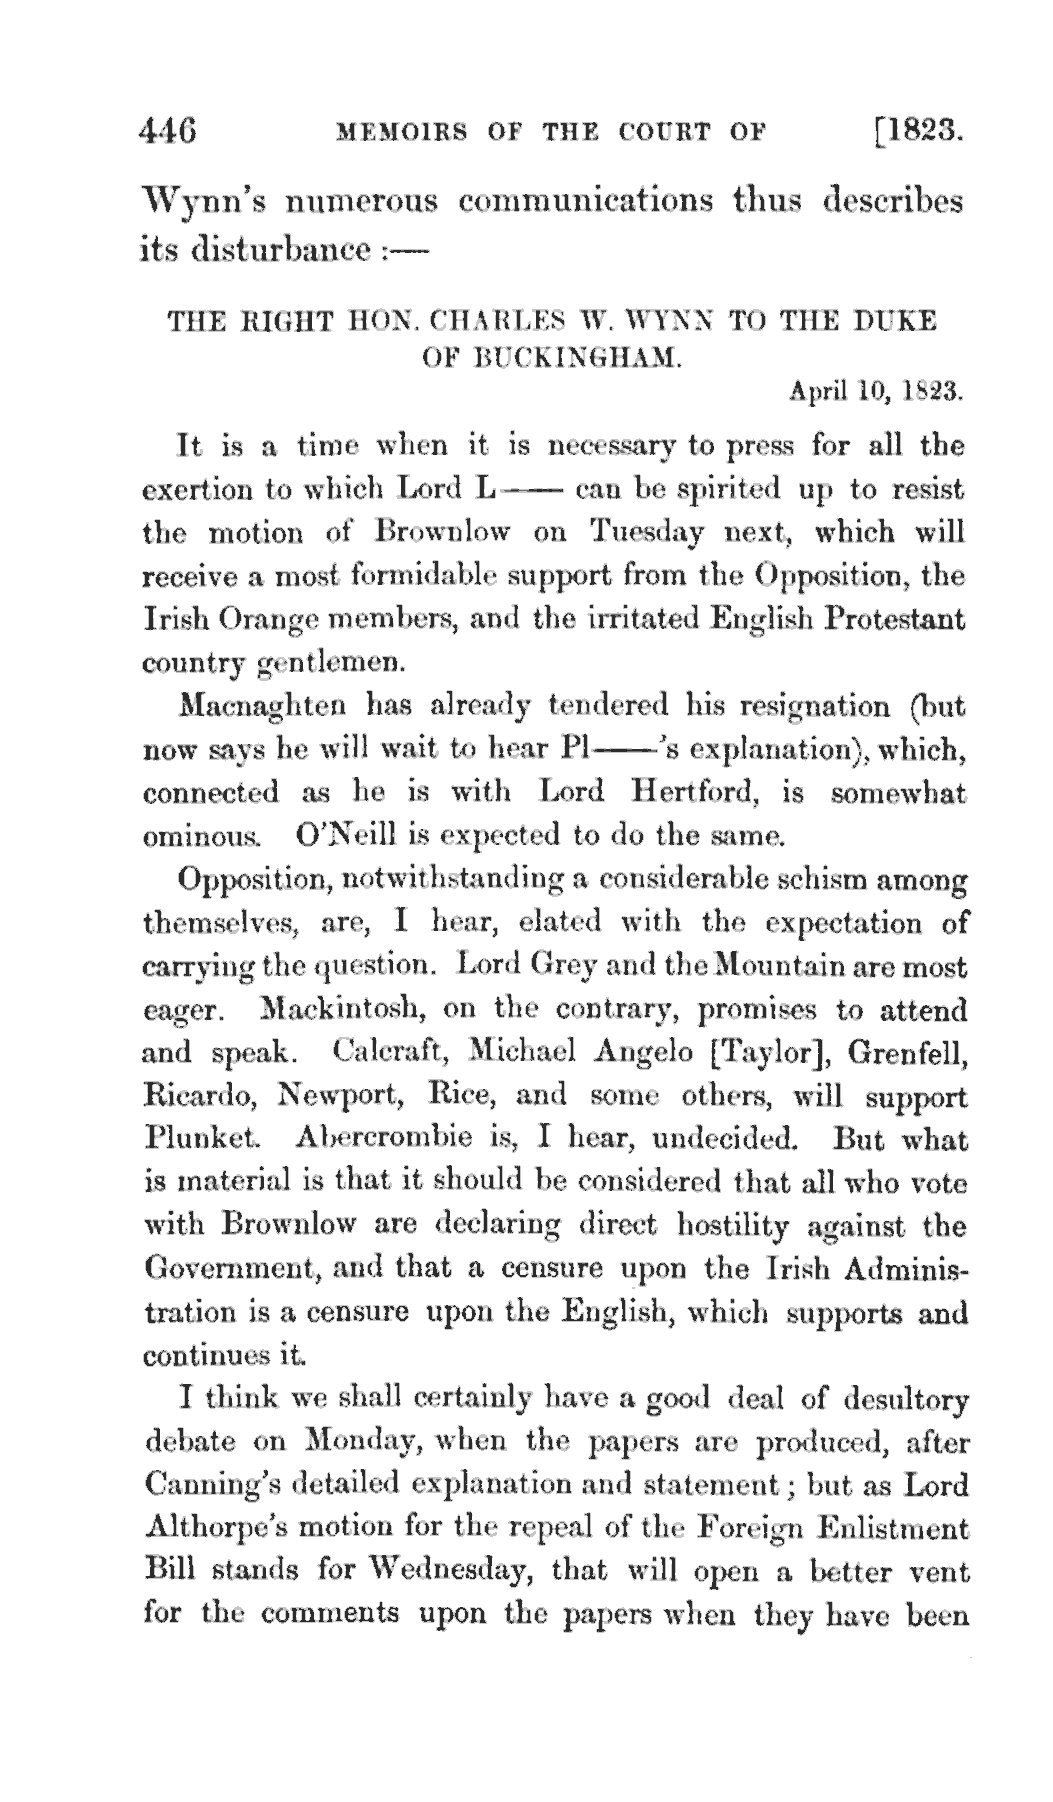 446 MEMOIRS OF THE COURT OF [1823.
Wynn's numerous communications thus describes
its disturbance :—
THE RIGHT HON. CHARLES W. WYNN TO THE DUKE
OF BUCKINGHAM.
April 10, 1823.
It is a time when it is necessary to press for all the
exertion to which Lord L—— can be spirited up to resist
the motion of Brownlow on Tuesday next, which will
receive a most formidable support from the Opposition, the
Irish Orange members, and the irritated English Protestant
country gentlemen.
Macnaghten has already tendered his resignation (but
now says he will wait to hear Pl——'s explanation), which,
connected as he is with Lord Hertford, is somewhat
ominous. O'Neill is expected to do the same.
Opposition, notwithstanding a considerable schism among
themselves, are, I hear, elated with the expectation of
carrying the question. Lord Grey and the Mountain are most
eager. Mackintosh, on the contrary, promises to attend
and speak. Calcraft, Michael Angelo [Taylor], Grenfell,
Ricardo, Newport, Rice, and some others, will support
Plunket. Abercrombie is, I hear, undecided. But what
is material is that it should be considered that all who vote
with Brownlow are declaring direct hostility against the
Government, and that a censure upon the Irish Adminis-
tration is a censure upon the English, which supports and
continues it.
I think we shall certainly have a good deal of desultory
debate on Monday, when the papers are produced, after
Canning's detailed explanation and statement ; but as Lord
Althorpe's motion for the repeal of the Foreign Enlistment
Bill stands for Wednesday, that will open a better vent
for the comments upon the papers when they have been